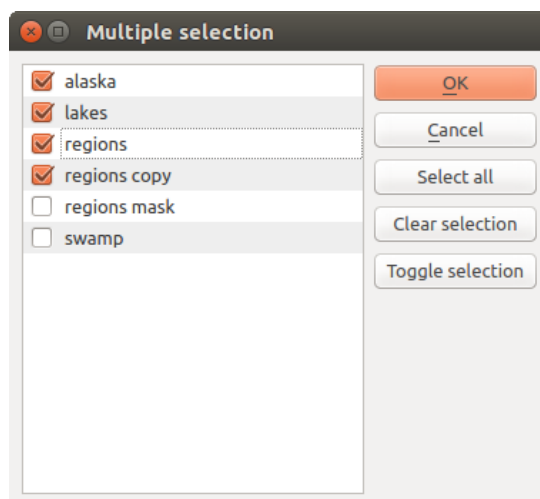 Multiple selection
alaska
lakes
regions
regions copy
regions mask
swamp
OK
Cancel
Select all
Clear selection
Toggle selection